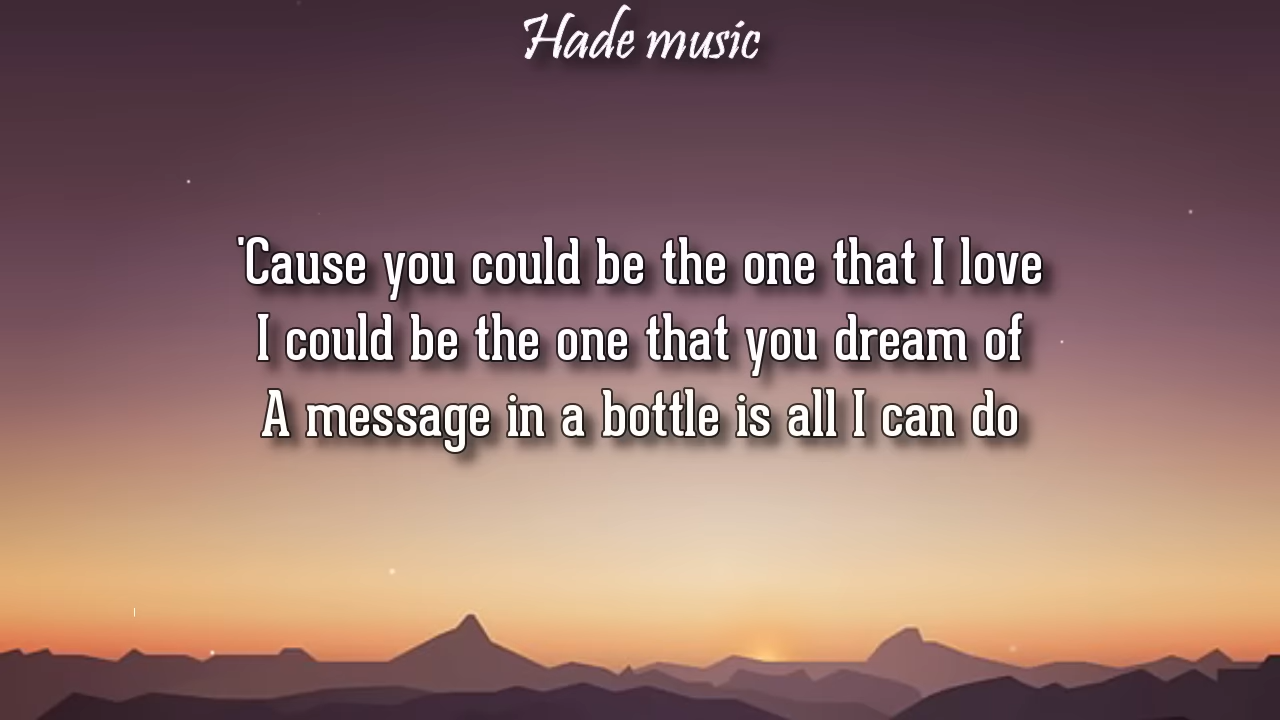 Hade music
'Cause you could be the one that I love
I could be the one that you dream of
A message in a bottle is all I can do